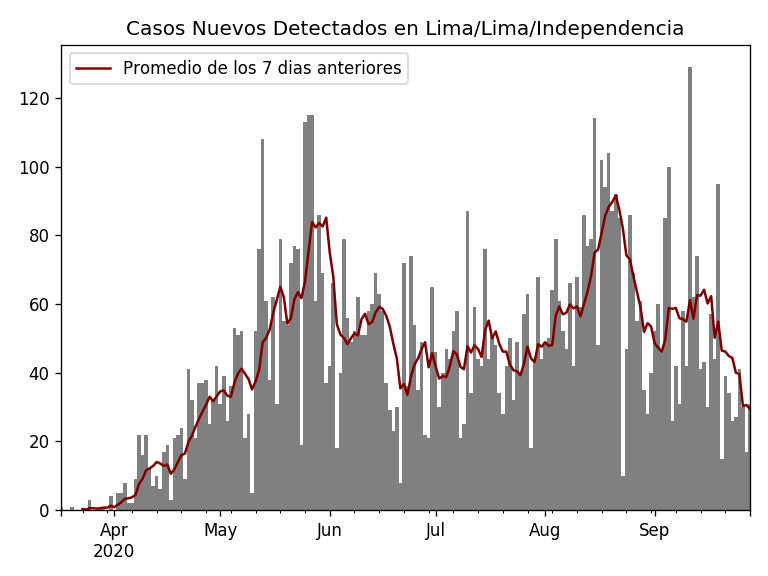 Casos Nuevos Detectados en Lima/Lima/Independencia
Promedio de los 7 dias anteriores
120
100
80
60
40
20
0
Apr May Jun Jul Aug Sep
2020